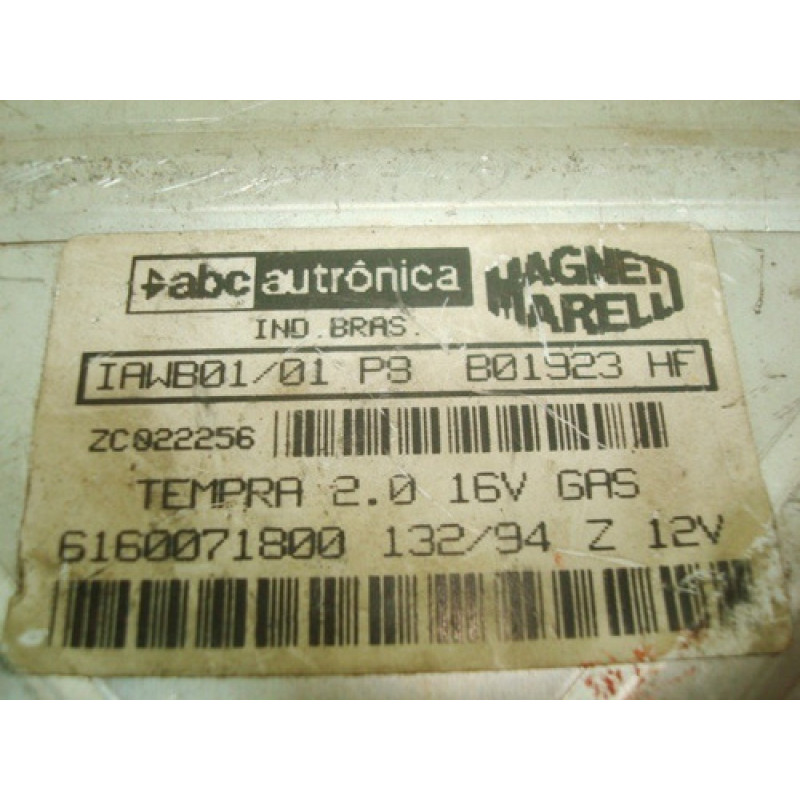 abc autrônica MAGNETI MARELLI
IND.BRAS.
IAWB01/01 P8 B01923 HF
ZC022256
TEMPRA 2.0 16V GAS
6160071800 132/94 Z 12V